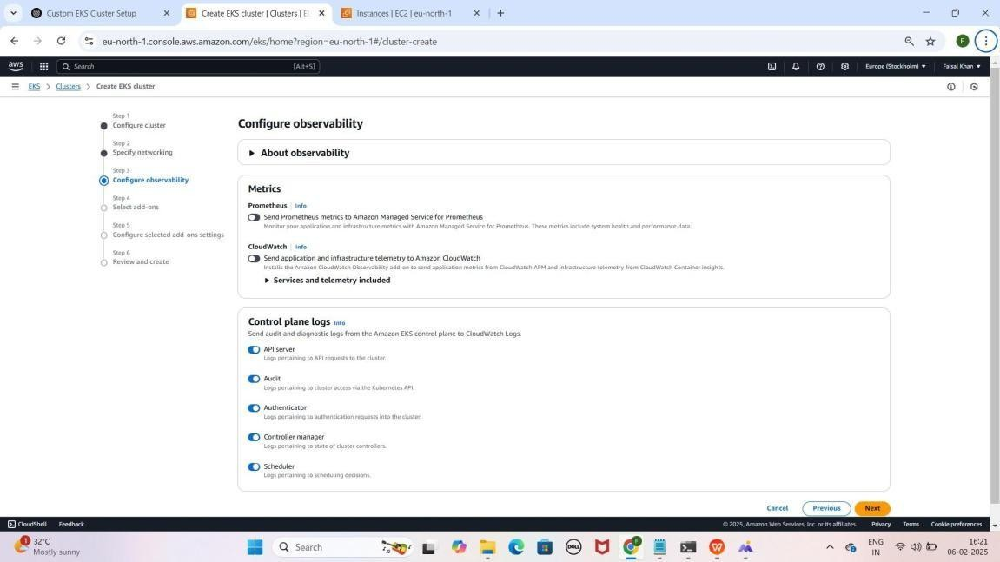 Custom EKS Cluster Setup
Create EKS cluster | Clusters | El
Instances | EC2 | eu-north-1
eu-north-1.console.aws.amazon.com/eks/home?region=eu-north-1#/cluster-create
F
aws
Search
[Alt+S]
Europe (Stockholm)
Faisal Khan
EKS
Clusters
Create EKS cluster
Step 1
Configure cluster
Step 2
Specify networking
Step 3
Configure observability
Step 4
Select add-ons
Step 5
Configure selected add-ons settings
Step 6
Review and create
Configure observability
About observability
Metrics
Prometheus | Info
Send Prometheus metrics to Amazon Managed Service for Prometheus
Monitor your application and infrastructure metrics with Amazon Managed Service for Prometheus. These metrics include system health and performance data.
CloudWatch | Info
Send application and infrastructure telemetry to Amazon CloudWatch
Installs the Amazon CloudWatch Observability add-on to send application metrics from CloudWatch APM and infrastructure telemetry from CloudWatch Container insights.
Services and telemetry included
Control plane logs Info
Send audit and diagnostic logs from the Amazon EKS control plane to CloudWatch Logs.
API server
Logs pertaining to API requests to the cluster.
Audit
Logs pertaining to cluster access via the Kubernetes API.
Authenticator
Logs pertaining to authentication requests into the cluster.
Controller manager
Logs pertaining to state of cluster controllers.
Scheduler
Logs pertaining to scheduling decisions.
Cancel
Previous
Next
CloudShell
Feedback
© 2025, Amazon Web Services, Inc. or its affiliates.
Privacy
Terms
Cookie preferences
1
32°C
Mostly sunny
Search
DELL
F
ENG
IN
16:21
06-02-2025